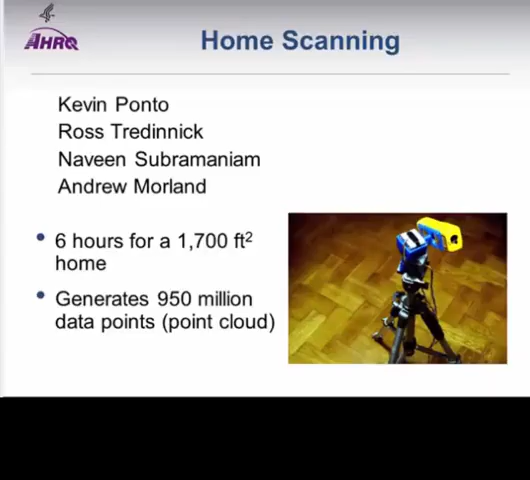 AHRQ
Home Scanning
Kevin Ponto
Ross Tredinnick
Naveen Subramaniam
Andrew Morland
• 6 hours for a 1,700 ft²
home
• Generates 950 million
data points (point cloud)